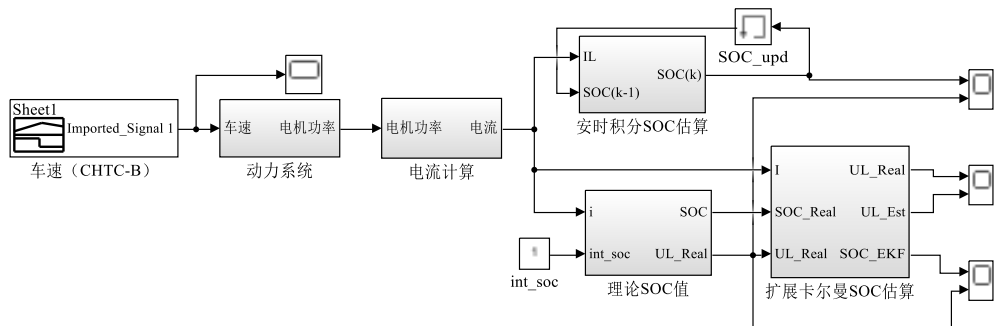 Sheet1
Imported_Signal 1
车速（CHTC-B）
车速
电机功率
动力系统
电机功率
电流
电流计算
IL
SOC(k-1)
SOC(k)
安时积分SOC估算
SOC_upd
i
int_soc
SOC
UL_Real
理论SOC值
int_soc
I
SOC_Real
UL_Real
UL_Real
UL_Est
SOC_EKF
扩展卡尔曼SOC估算